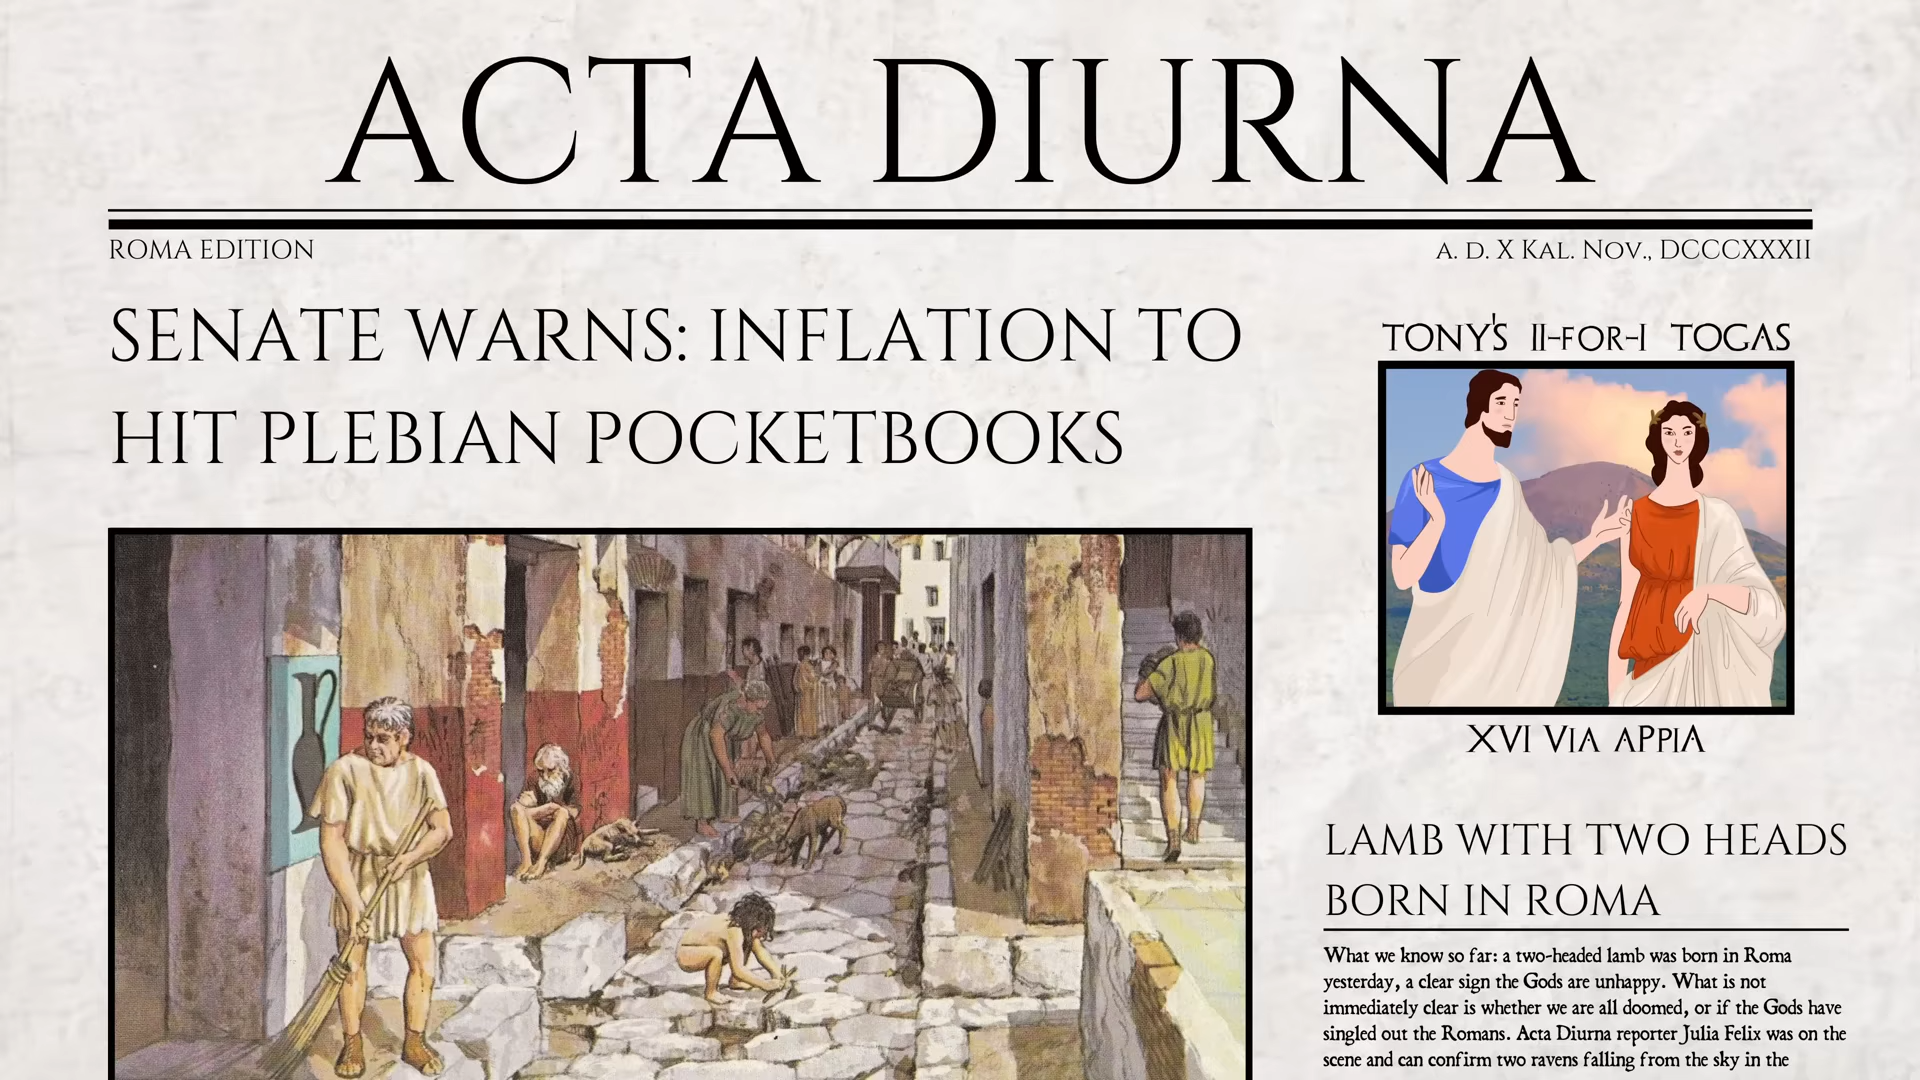 ACTA DIURNA
ROMA EDITION
A. D. X KAL. NOV., DCCCXXXII
SENATE WARNS: INFLATION TO
HIT PLEBIAN POCKETBOOKS
TONY'S II-FOR-I TOGAS
XVI VIA APPIA
LAMB WITH TWO HEADS
BORN IN ROMA
What we know so far: a two-headed lamb was born in Roma
yesterday, a clear sign the Gods are unhappy. What is not
immediately clear is whether we are all doomed, or if the Gods have
singled out the Romans. Acta Diurna reporter Julia Felix was on the
scene and can confirm two ravens falling from the sky in the